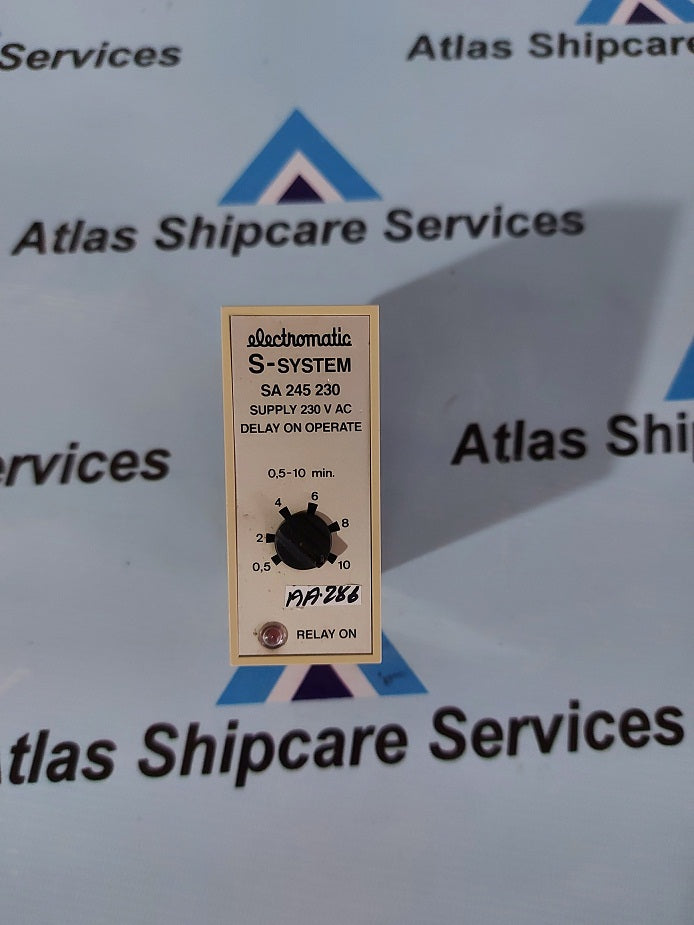 Services
Atlas Shipcare
Atlas Shipcare Services
electromatic
S-SYSTEM
SA 245 230
SUPPLY 230 V AC
DELAY ON OPERATE
ervices
Atlas Ship
0,5-10 min.
6
4
8
2
0,5
10
AA-286
RELAY ON
Atlas Shipcare Services